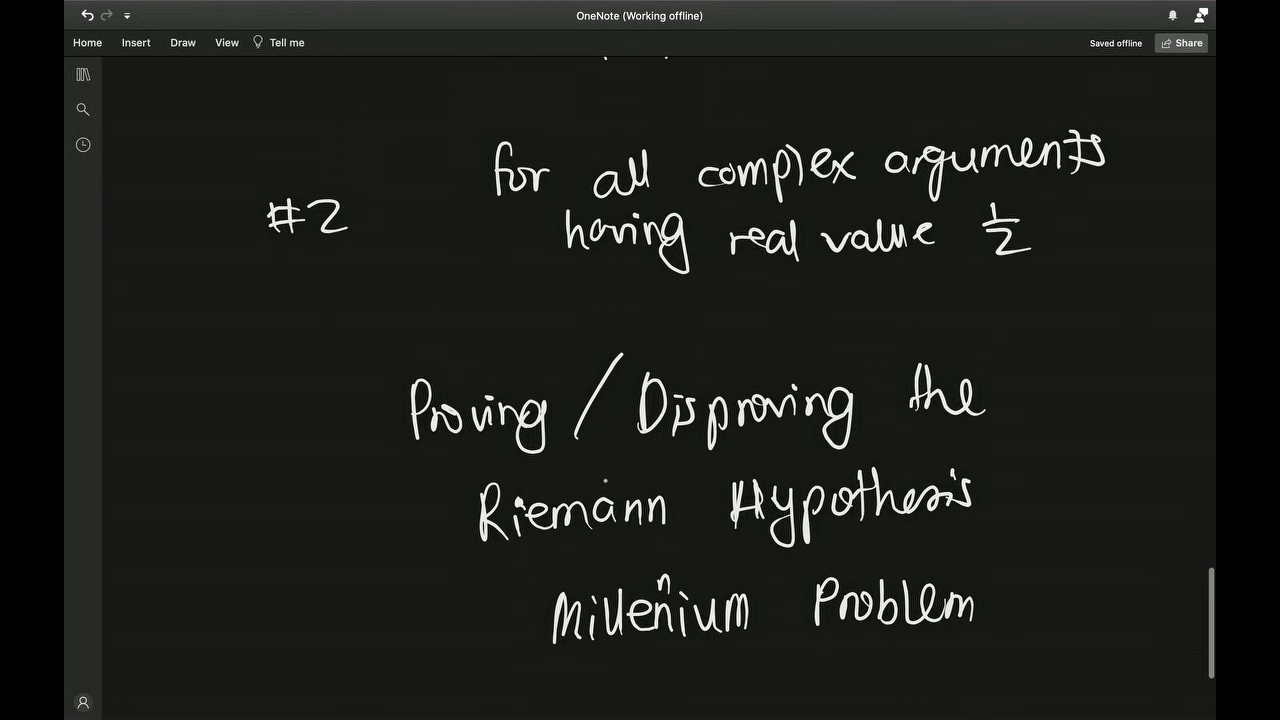 OneNote (Working offline)
Home Insert Draw View Tell me
Saved offline Share
for all complex arguments
#2
having real value 1/2
Proving / Disproving the
Riemann Hypothesis
Millennium Problem